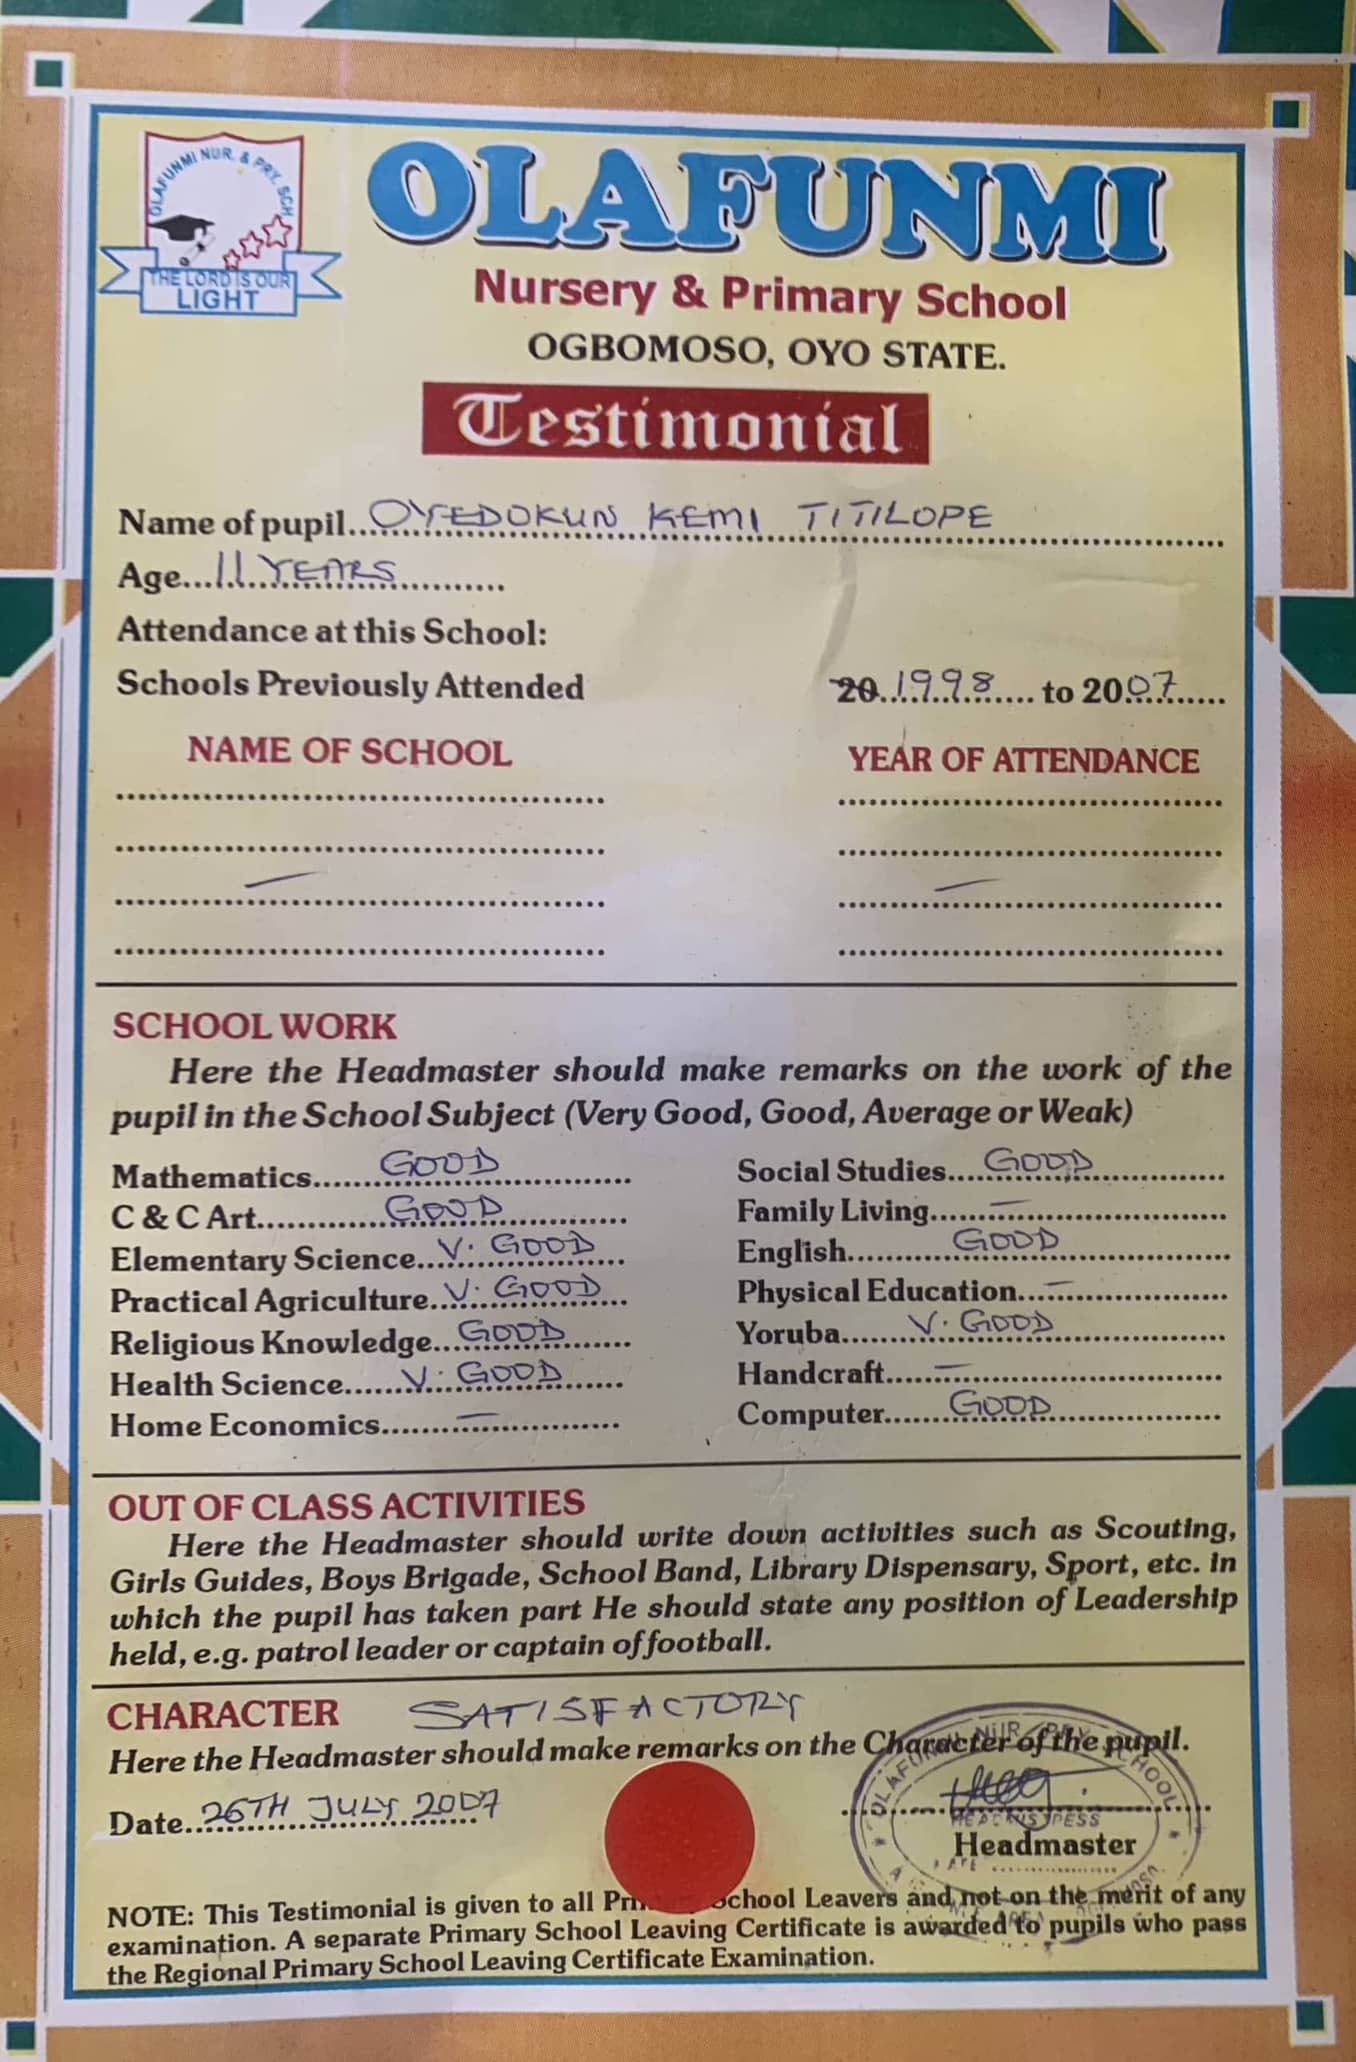 OLAFUNMI NUR. & PRY. SCH.
THE LORD IS OUR
LIGHT
OLAFUNMI
Nursery & Primary School
OGBOMOSO, OYO STATE.
Testimonial
Name of pupil...OYEDOKUN KEMI TITILOPE
Age...11 YEARS
Attendance at this School:
Schools Previously Attended 20 1998 to 2007
NAME OF SCHOOL YEAR OF ATTENDANCE
— —
SCHOOL WORK
Here the Headmaster should make remarks on the work of the
pupil in the School Subject (Very Good, Good, Average or Weak)
Mathematics...GOOD Social Studies...GOOD
C & C Art...GOOD Family Living...—
Elementary Science...V. GOOD English...GOOD
Practical Agriculture...V. GOOD Physical Education...—
Religious Knowledge...GOOD Yoruba...V. GOOD
Health Science...V. GOOD Handcraft...—
Home Economics...— Computer...GOOD
OUT OF CLASS ACTIVITIES
Here the Headmaster should write down activities such as Scouting,
Girls Guides, Boys Brigade, School Band, Library Dispensary, Sport, etc. in
which the pupil has taken part He should state any position of Leadership
held, e.g. patrol leader or captain of football.
CHARACTER SATISFACTORY
Here the Headmaster should make remarks on the Character of the pupil.
Date...26TH JULY 2007
OLAFUNMI NUR. PRY. SCHOOL
Headmaster
NOTE: This Testimonial is given to all School Leavers and not on the merit of any
examination. A separate Primary School Leaving Certificate is awarded to pupils who pass
the Regional Primary School Leaving Certificate Examination.